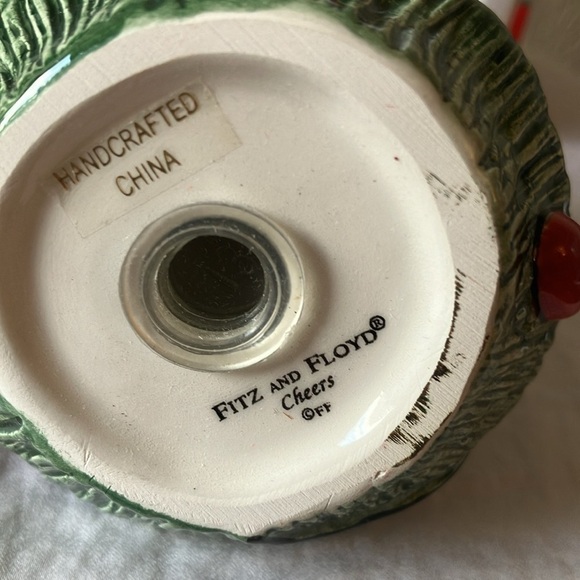 HANDCRAFTED
CHINA
FITZ AND FLOYD®
Cheers
©FF